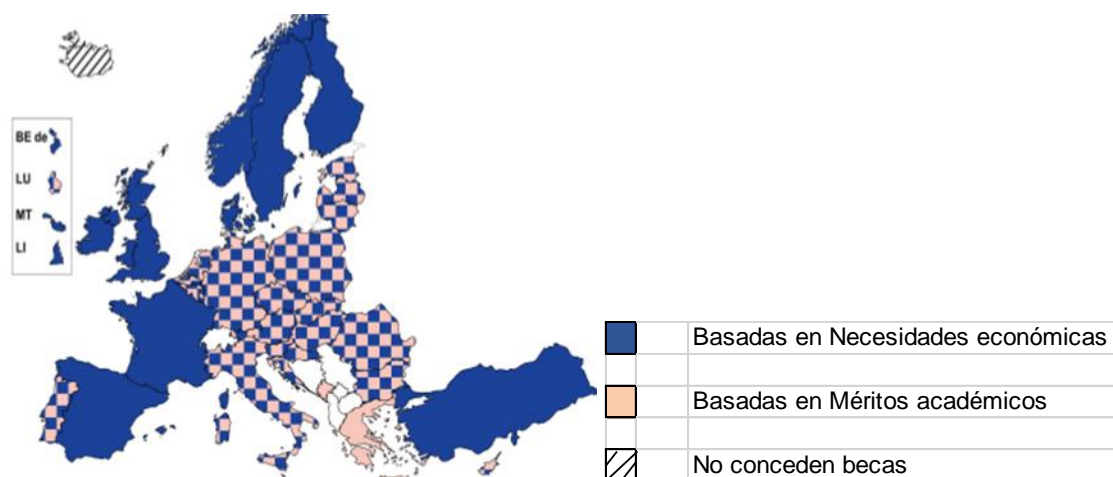 BE de
LU
MT
LI
Basadas en Necesidades económicas
Basadas en Méritos académicos
No conceden becas